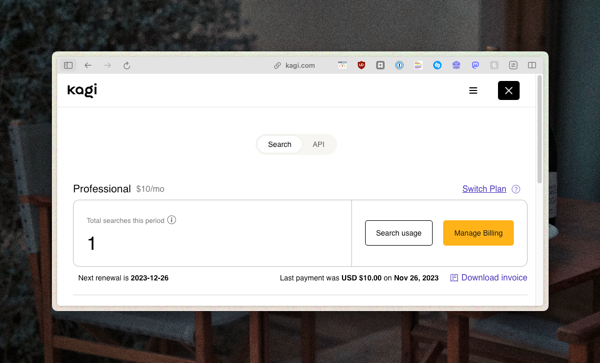 kagi.com
kagi
Search API
Professional $10/mo Switch Plan
Total searches this period
1
Search usage Manage Billing
Next renewal is 2023-12-26 Last payment was USD $10.00 on Nov 26, 2023 Download invoice